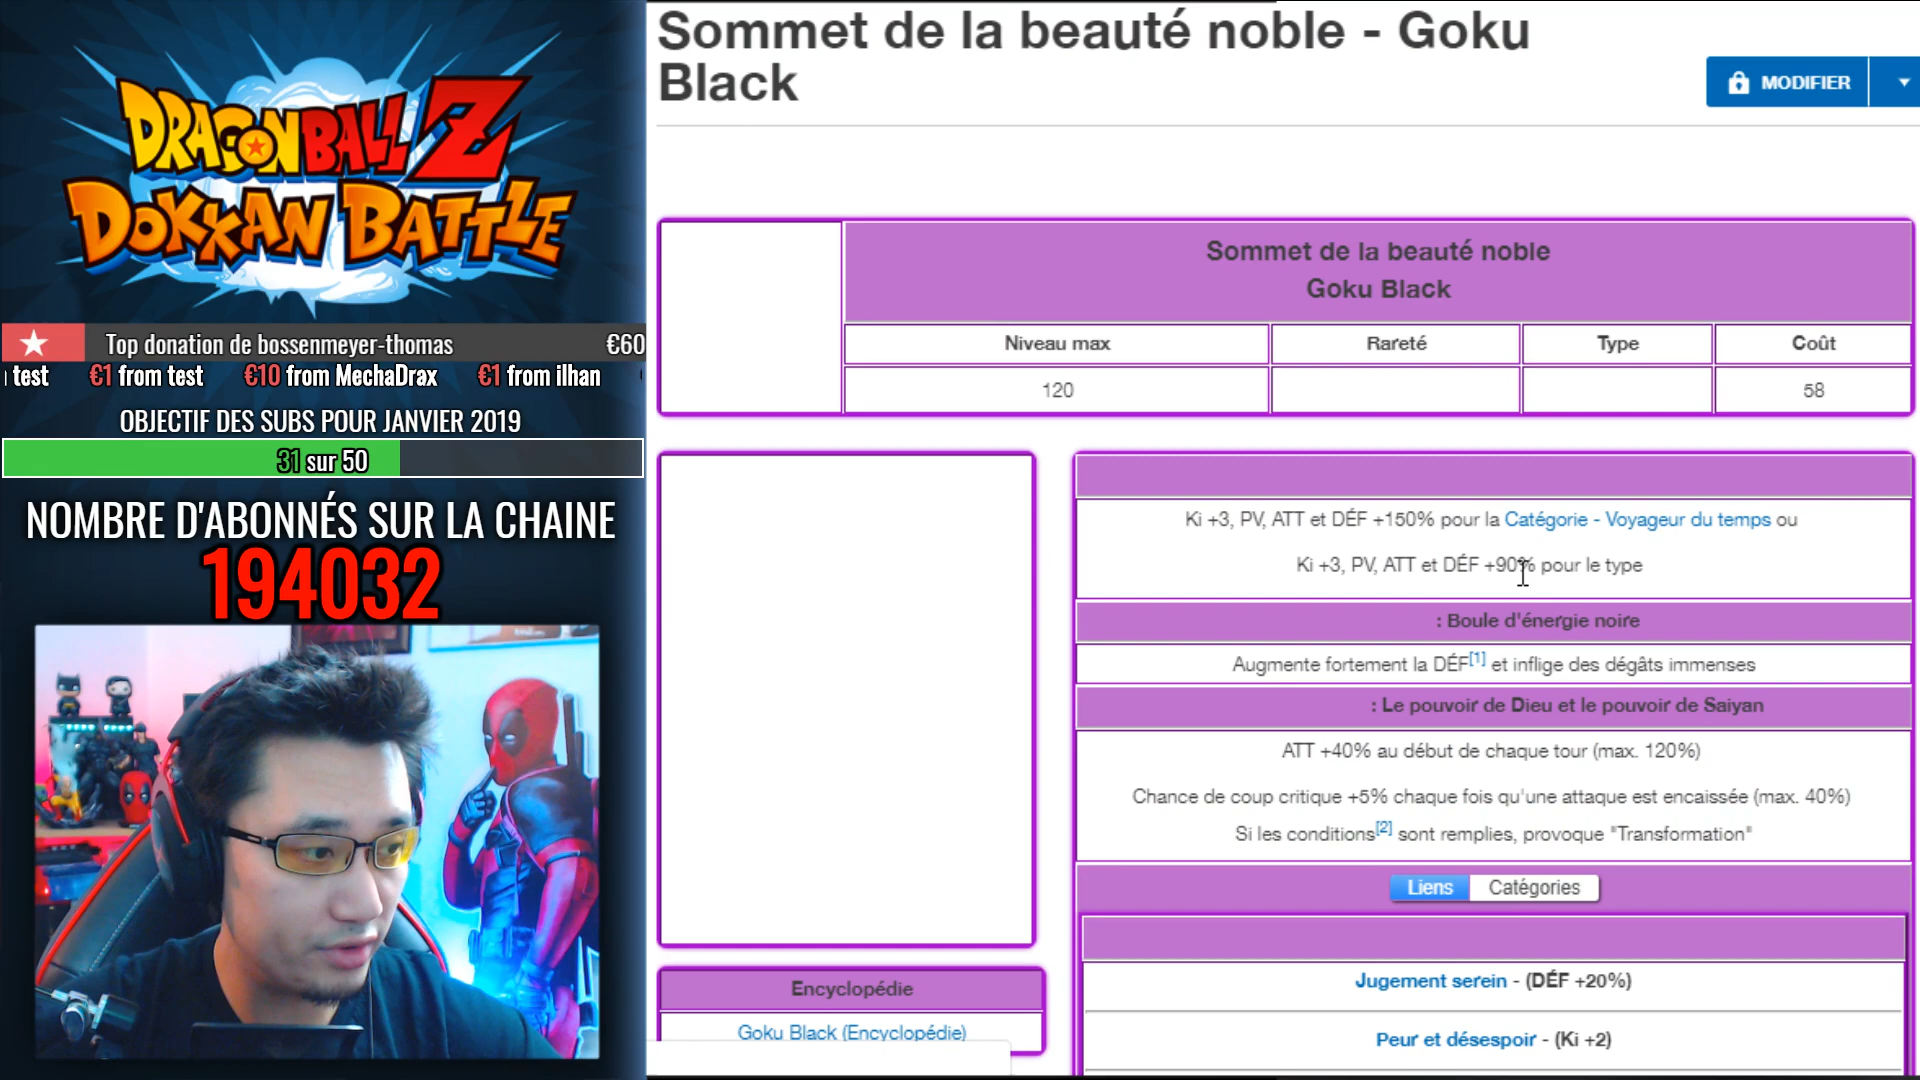 DRAGON BALL Z
DOKKAN BATTLE
Top donation de bossenmeyer-thomas €60
test €1 from test €10 from MechaDrax €1 from ilhan
OBJECTIF DES SUBS POUR JANVIER 2019
31 sur 50
NOMBRE D'ABONNÉS SUR LA CHAINE
194032
Sommet de la beauté noble - Goku
Black
MODIFIER
Sommet de la beauté noble
Goku Black
Niveau max Rareté Type Coût
120 58
Ki +3, PV, ATT et DÉF +150% pour la Catégorie - Voyageur du temps ou
Ki +3, PV, ATT et DÉF +90% pour le type
: Boule d'énergie noire
Augmente fortement la DÉF[1] et inflige des dégâts immenses
: Le pouvoir de Dieu et le pouvoir de Saiyan
ATT +40% au début de chaque tour (max. 120%)
Chance de coup critique +5% chaque fois qu'une attaque est encaissée (max. 40%)
Si les conditions[2] sont remplies, provoque "Transformation"
Liens Catégories
Jugement serein - (DÉF +20%)
Peur et désespoir - (Ki +2)
Encyclopédie
Goku Black (Encyclopédie)